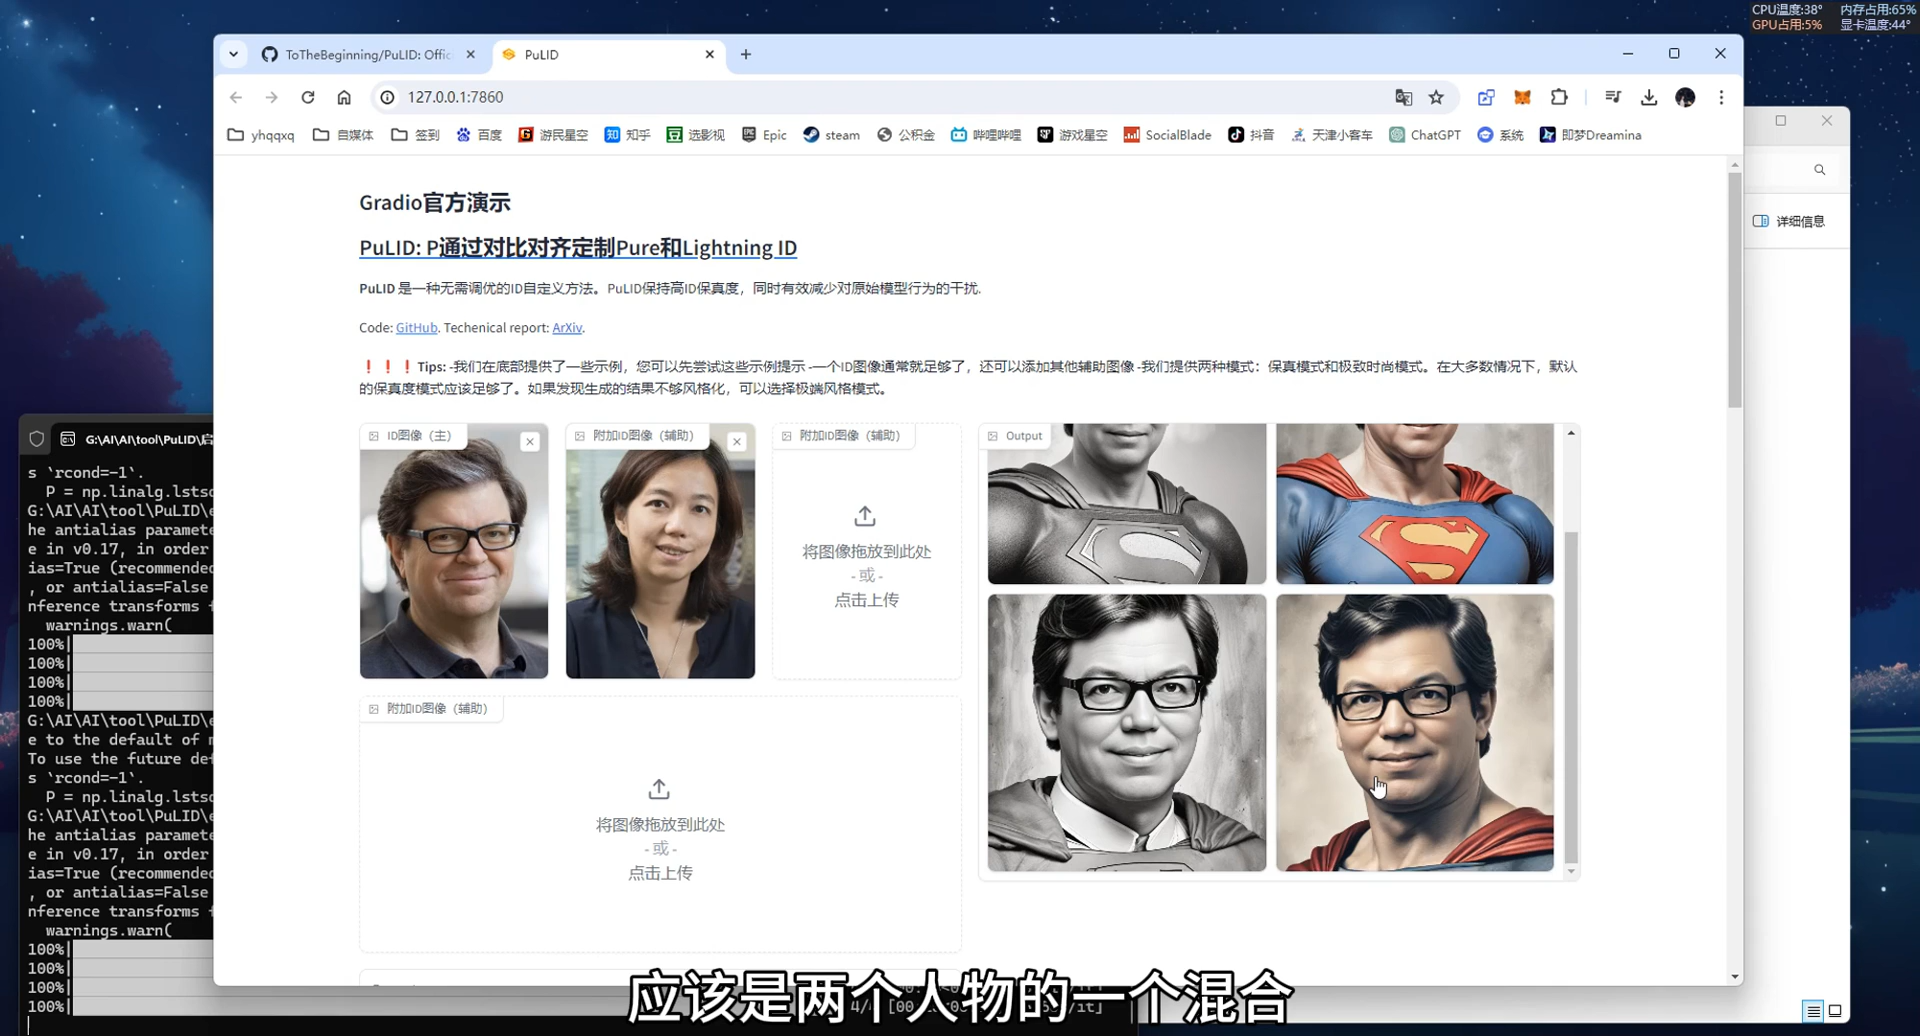 CPU温度:38° 内存占用:65%
GPU占用:5% 显卡温度:44°
ToTheBeginning/PuLID: Offic
PuLID
127.0.0.1:7860
yhqqxq 自媒体 签到 百度 游民星空 知乎 选影视 Epic steam 公积金 哔哩哔哩 游戏星空 SocialBlade 抖音 天津小客车 ChatGPT 系统 即梦Dreamina
详细信息
Gradio官方演示
PuLID: P通过对比对齐定制Pure和Lightning ID
PuLID 是一种无需调优的ID自定义方法。PuLID保持高ID保真度，同时有效减少对原始模型行为的干扰.
Code: GitHub. Techenical report: ArXiv.
❗❗❗Tips: -我们在底部提供了一些示例，您可以先尝试这些示例提示 -一个ID图像通常就足够了，还可以添加其他辅助图像 -我们提供两种模式：保真模式和极致时尚模式。在大多数情况下，默认
的保真度模式应该足够了。如果发现生成的结果不够风格化，可以选择极端风格模式。
ID图像（主）
附加ID图像（辅助）
附加ID图像（辅助）
将图像拖放到此处
- 或 -
点击上传
Output
附加ID图像（辅助）
将图像拖放到此处
- 或 -
点击上传
G:\AI\AI\tool\PuLID\启
s `rcond=-1`.
P = np.linalg.lstsq
G:\AI\AI\tool\PuLID\e
he antialias paramete
e in v0.17, in order
ias=True (recommended
, or antialias=False
nference transforms
warnings.warn(
100%|
100%|
100%|
100%|
G:\AI\AI\tool\PuLID\e
e to the default of m
To use the future def
s `rcond=-1`.
P = np.linalg.lstsq
G:\AI\AI\tool\PuLID\e
he antialias paramete
e in v0.17, in order
ias=True (recommended
, or antialias=False
nference transforms
warnings.warn(
100%|
100%|
100%|
100%|
应该是两个人物的一个混合